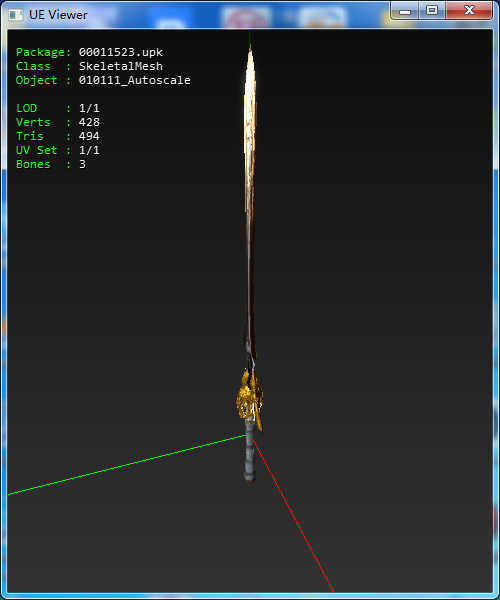 UE Viewer
Package: 00011523.upk
Class : SkeletalMesh
Object : 010111_Autoscale
LOD : 1/1
Verts : 428
Tris : 494
UV Set : 1/1
Bones : 3